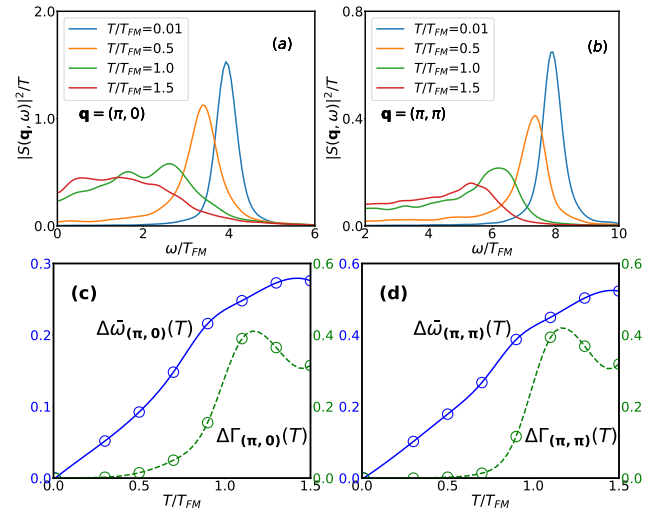 2.0
1.0
0.0
|S(q, ω)|²/T
T/T_FM=0.01
T/T_FM=0.5
T/T_FM=1.0
T/T_FM=1.5
(a)
q = (π, 0)
0 2 4 6
ω/T_FM
0.8
0.4
0.0
|S(q, ω)|²/T
T/T_FM=0.01
T/T_FM=0.5
T/T_FM=1.0
T/T_FM=1.5
(b)
q = (π, π)
2 4 6 8 10
ω/T_FM
0.3
0.2
0.1
0.0
(c)
Δω̄(π, 0)(T)
ΔΓ(π, 0)(T)
0.6
0.4
0.2
0.0
0.0 0.5 1.0 1.5
T/T_FM
0.6
0.4
0.2
0.0
(d)
Δω̄(π, π)(T)
ΔΓ(π, π)(T)
0.6
0.4
0.2
0.0
0.0 0.5 1.0 1.5
T/T_FM